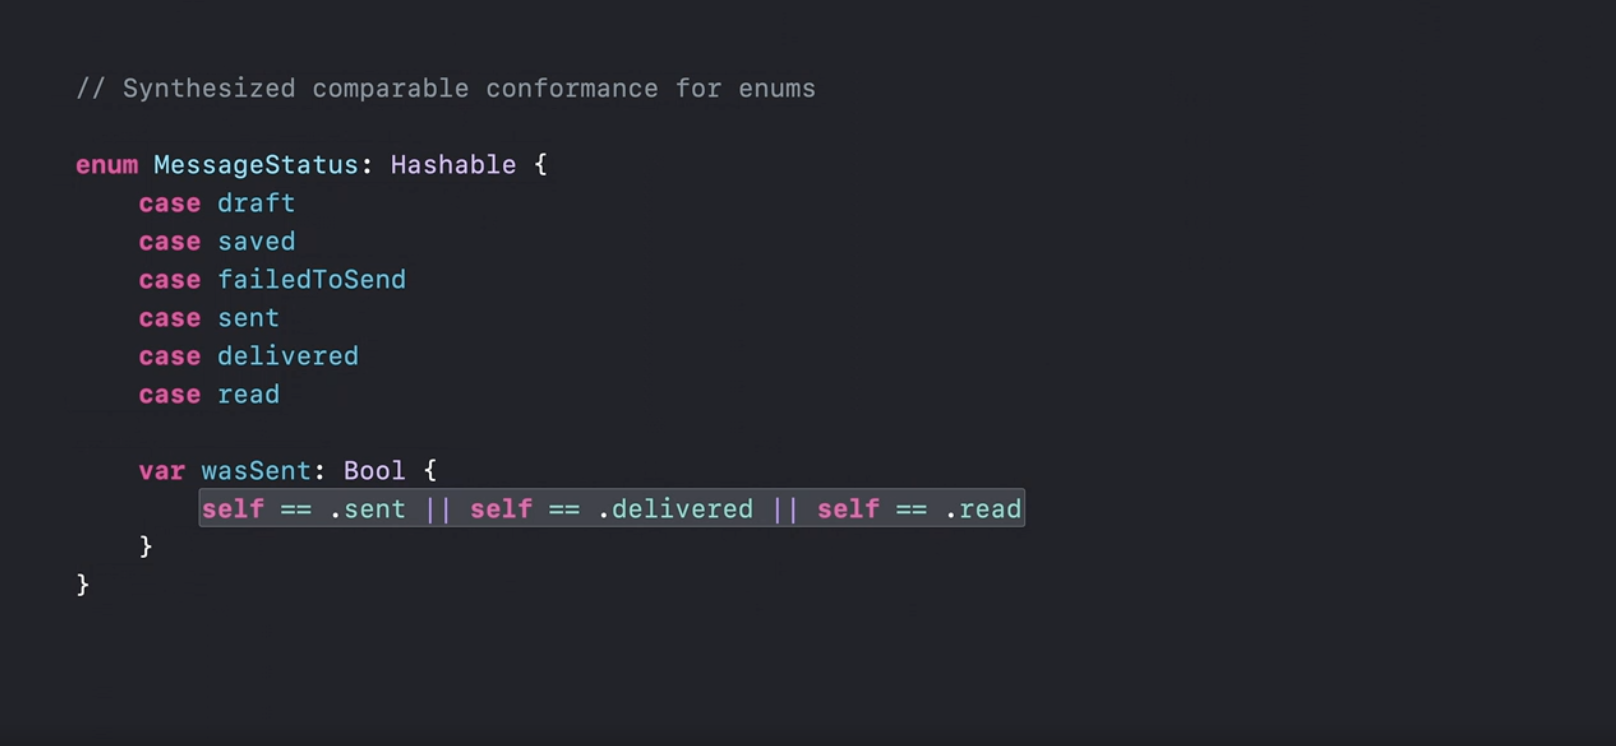 // Synthesized comparable conformance for enums
enum MessageStatus: Hashable {
    case draft
    case saved
    case failedToSend
    case sent
    case delivered
    case read
    var wasSent: Bool {
        self == .sent || self == .delivered || self == .read
    }
}